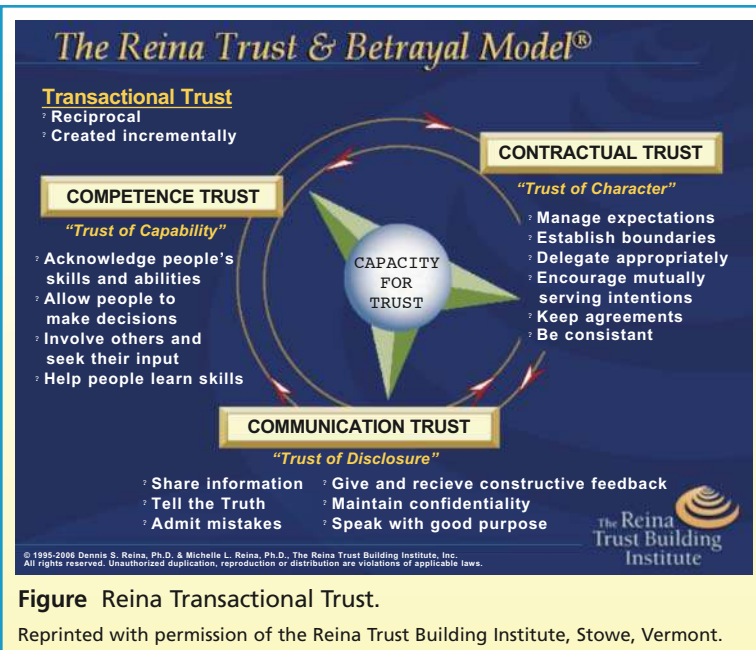 The Reina Trust & Betrayal Model®
Transactional Trust
? Reciprocal
? Created incrementally
CONTRACTUAL TRUST
“Trust of Character”
? Manage expectations
? Establish boundaries
? Delegate appropriately
? Encourage mutually
serving intentions
? Keep agreements
? Be consistant
COMPETENCE TRUST
“Trust of Capability”
? Acknowledge people’s
skills and abilities
? Allow people to
make decisions
? Involve others and
seek their input
? Help people learn skills
CAPACITY
FOR
TRUST
COMMUNICATION TRUST
“Trust of Disclosure”
? Share information
? Tell the Truth
? Admit mistakes
? Give and recieve constructive feedback
? Maintain confidentiality
? Speak with good purpose
The Reina
Trust Building
Institute
© 1995-2006 Dennis S. Reina, Ph.D. & Michelle L. Reina, Ph.D., The Reina Trust Building Institute, Inc.
All rights reserved. Unauthorized duplication, reproduction or distribution are violations of applicable laws.
Figure Reina Transactional Trust.
Reprinted with permission of the Reina Trust Building Institute, Stowe, Vermont.